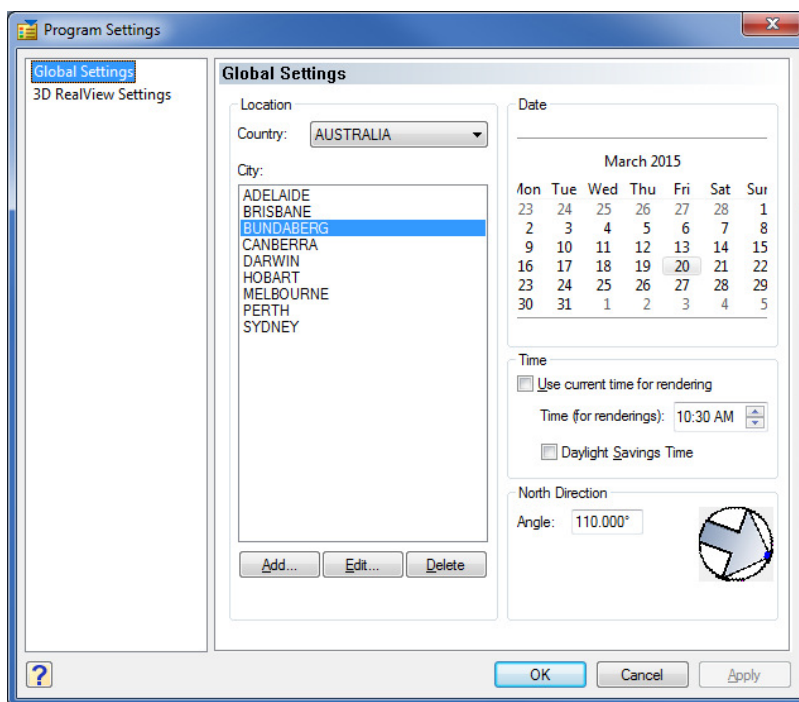 Program Settings
Global Settings
3D RealView Settings
Global Settings
Location
Country: AUSTRALIA
City:
ADELAIDE
BRISBANE
BUNDABERG
CANBERRA
DARWIN
HOBART
MELBOURNE
PERTH
SYDNEY
Add... Edit... Delete
Date
March 2015
Mon Tue Wed Thu Fri Sat Sun
23 24 25 26 27 28 1
2 3 4 5 6 7 8
9 10 11 12 13 14 15
16 17 18 19 20 21 22
23 24 25 26 27 28 29
30 31 1 2 3 4 5
Time
Use current time for rendering
Time (for renderings): 10:30 AM
Daylight Savings Time
North Direction
Angle: 110.000°
?
OK Cancel Apply